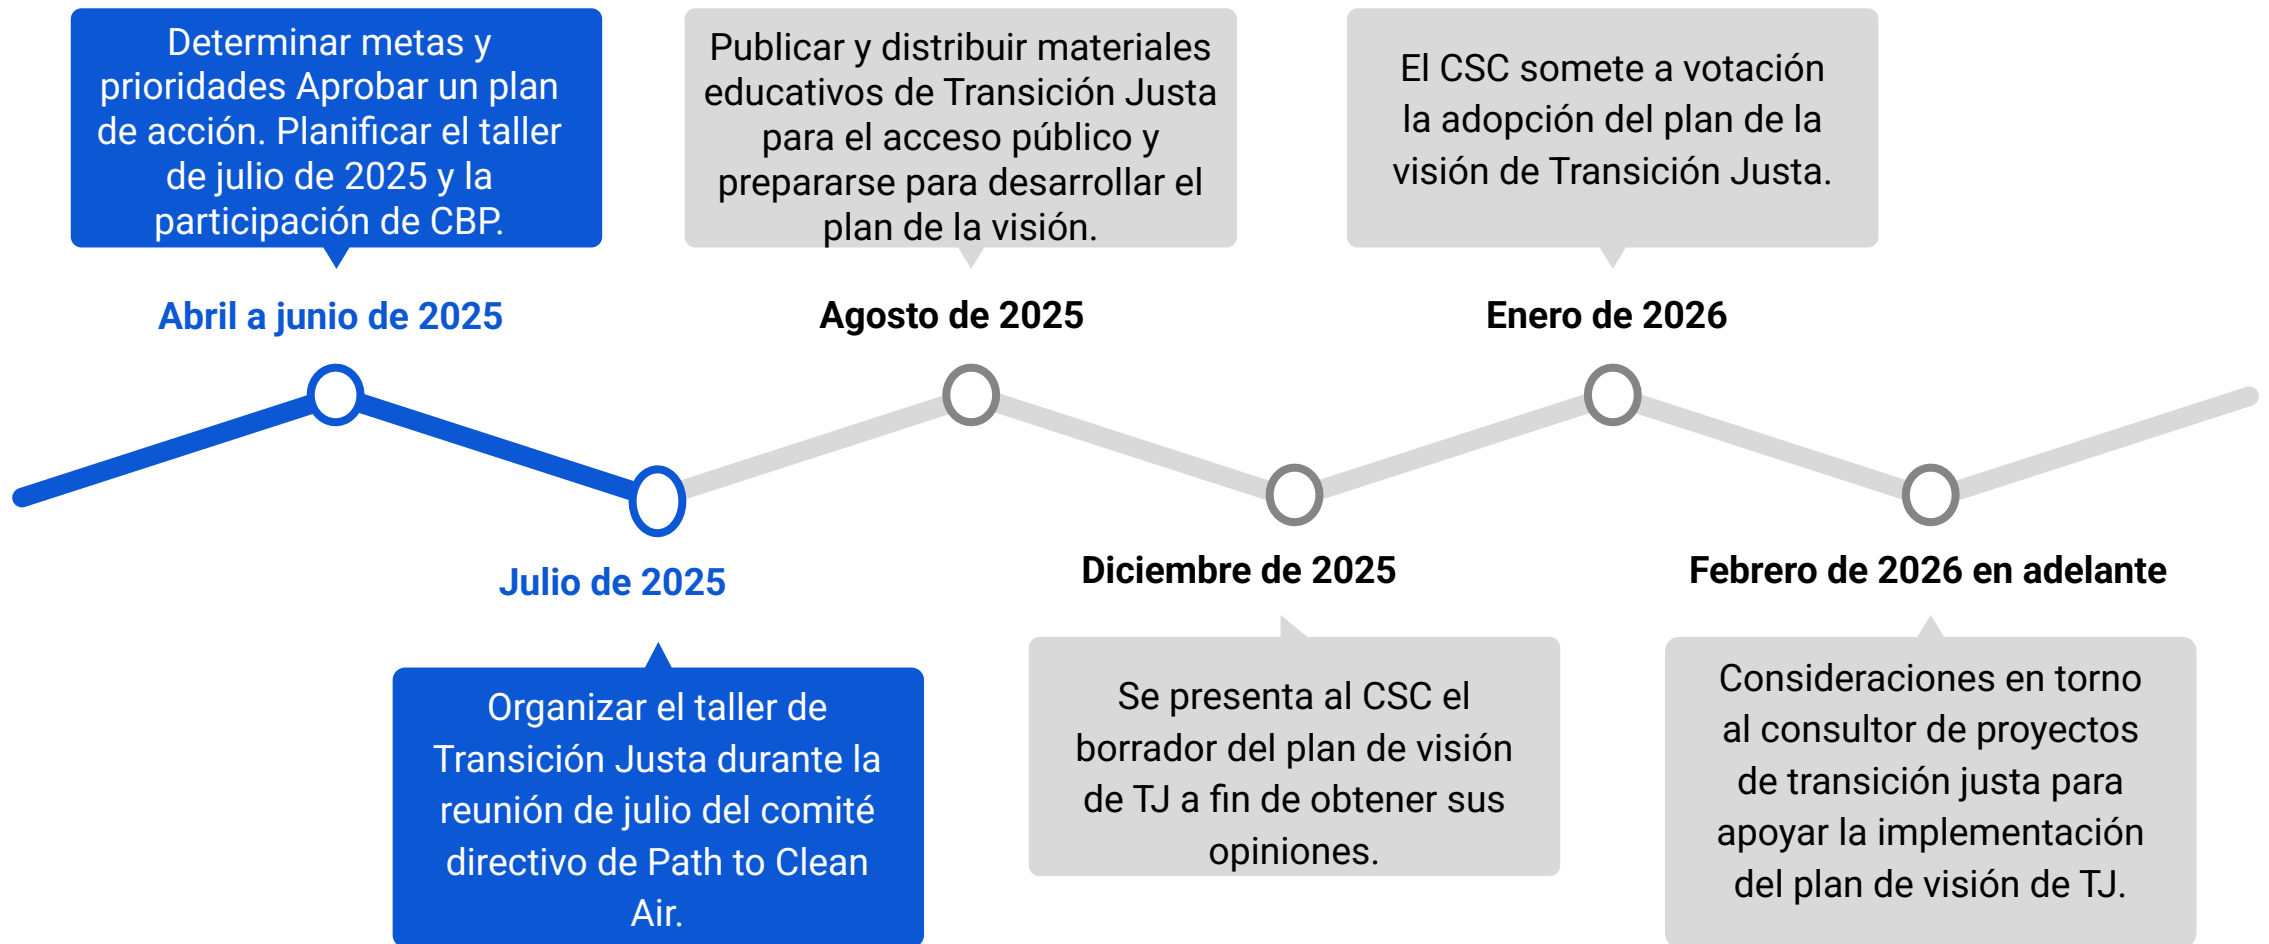 Determinar metas y
prioridades Aprobar un plan
de acción. Planificar el taller
de julio de 2025 y la
participación de CBP.
Abril a junio de 2025
Julio de 2025
Organizar el taller de
Transición Justa durante la
reunión de julio del comité
directivo de Path to Clean
Air.
Publicar y distribuir materiales
educativos de Transición Justa
para el acceso público y
prepararse para desarrollar el
plan de la visión.
Agosto de 2025
Diciembre de 2025
Se presenta al CSC el
borrador del plan de visión
de TJ a fin de obtener sus
opiniones.
El CSC somete a votación
la adopción del plan de la
visión de Transición Justa.
Enero de 2026
Febrero de 2026 en adelante
Consideraciones en torno
al consultor de proyectos
de transición justa para
apoyar la implementación
del plan de visión de TJ.